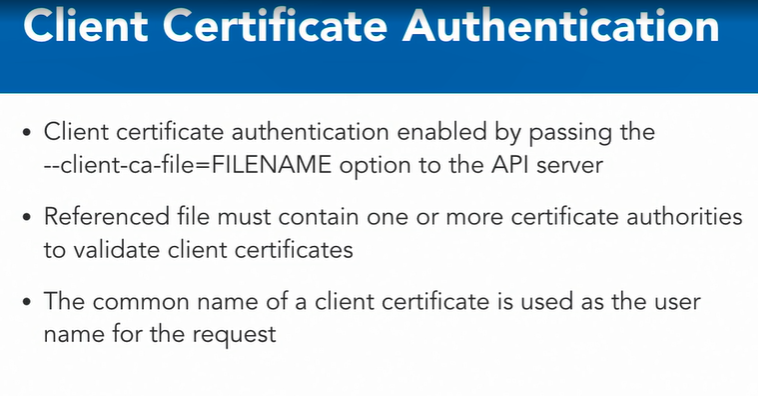 Client Certificate Authentication
• Client certificate authentication enabled by passing the
--client-ca-file=FILENAME option to the API server
• Referenced file must contain one or more certificate authorities
to validate client certificates
• The common name of a client certificate is used as the user
name for the request